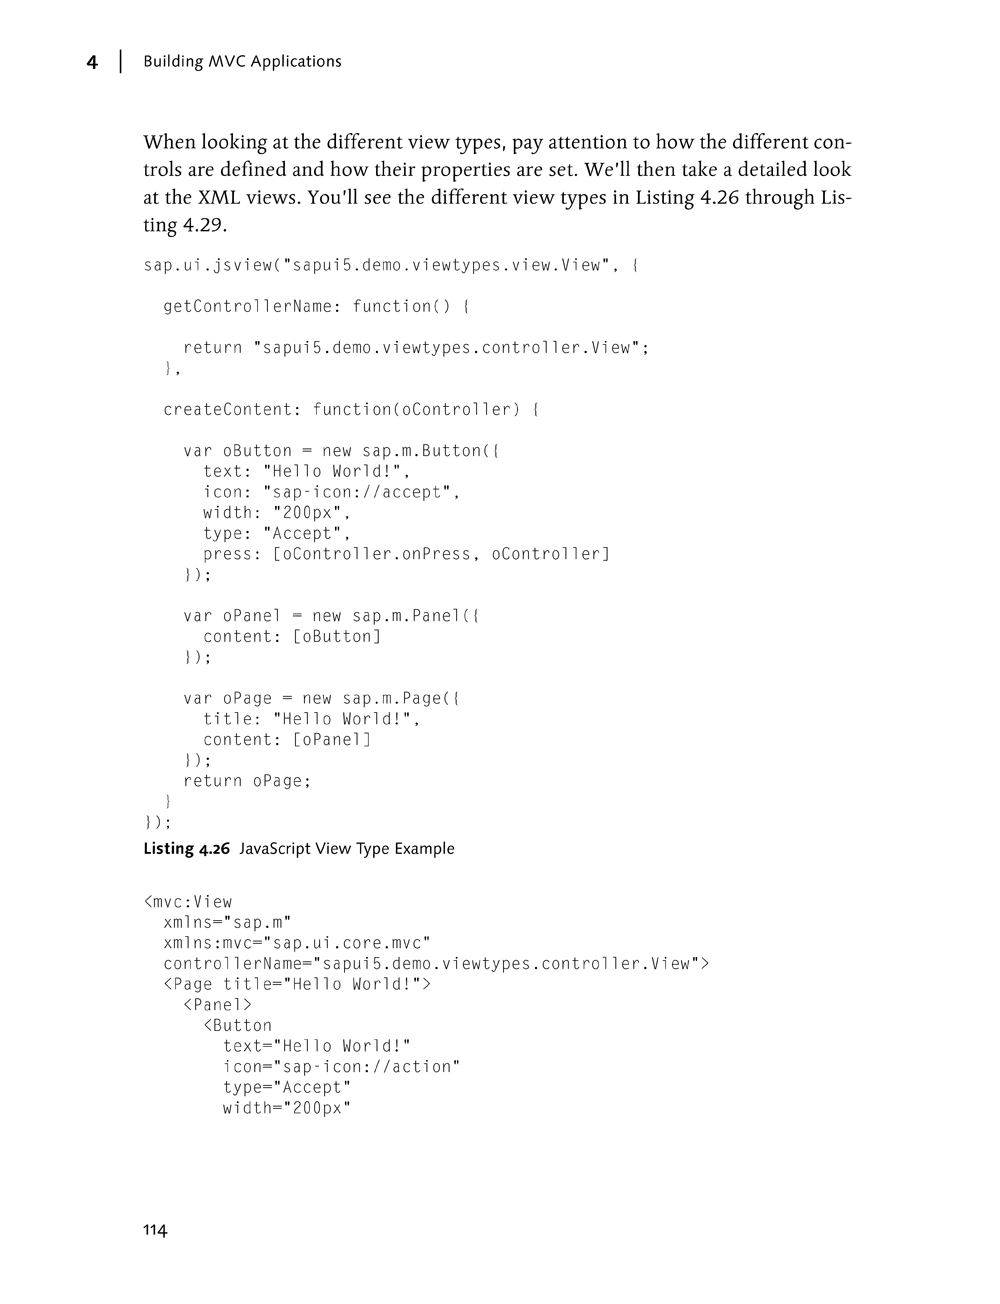 4 | Building MVC Applications
When looking at the different view types, pay attention to how the different con-
trols are defined and how their properties are set. We'll then take a detailed look
at the XML views. You'll see the different view types in Listing 4.26 through Lis-
ting 4.29.
sap.ui.jsview("sapui5.demo.viewtypes.view.View", {
  getControllerName: function() {
    return "sapui5.demo.viewtypes.controller.View";
  },
  createContent: function(oController) {
    var oButton = new sap.m.Button({
      text: "Hello World!",
      icon: "sap-icon://accept",
      width: "200px",
      type: "Accept",
      press: [oController.onPress, oController]
    });
    var oPanel = new sap.m.Panel({
      content: [oButton]
    });
    var oPage = new sap.m.Page({
      title: "Hello World!",
      content: [oPanel]
    });
    return oPage;
  }
});
Listing 4.26 JavaScript View Type Example
<mvc:View
  xmlns="sap.m"
  xmlns:mvc="sap.ui.core.mvc"
  controllerName="sapui5.demo.viewtypes.controller.View">
  <Page title="Hello World!">
    <Panel>
      <Button
        text="Hello World!"
        icon="sap-icon://action"
        type="Accept"
        width="200px"
114